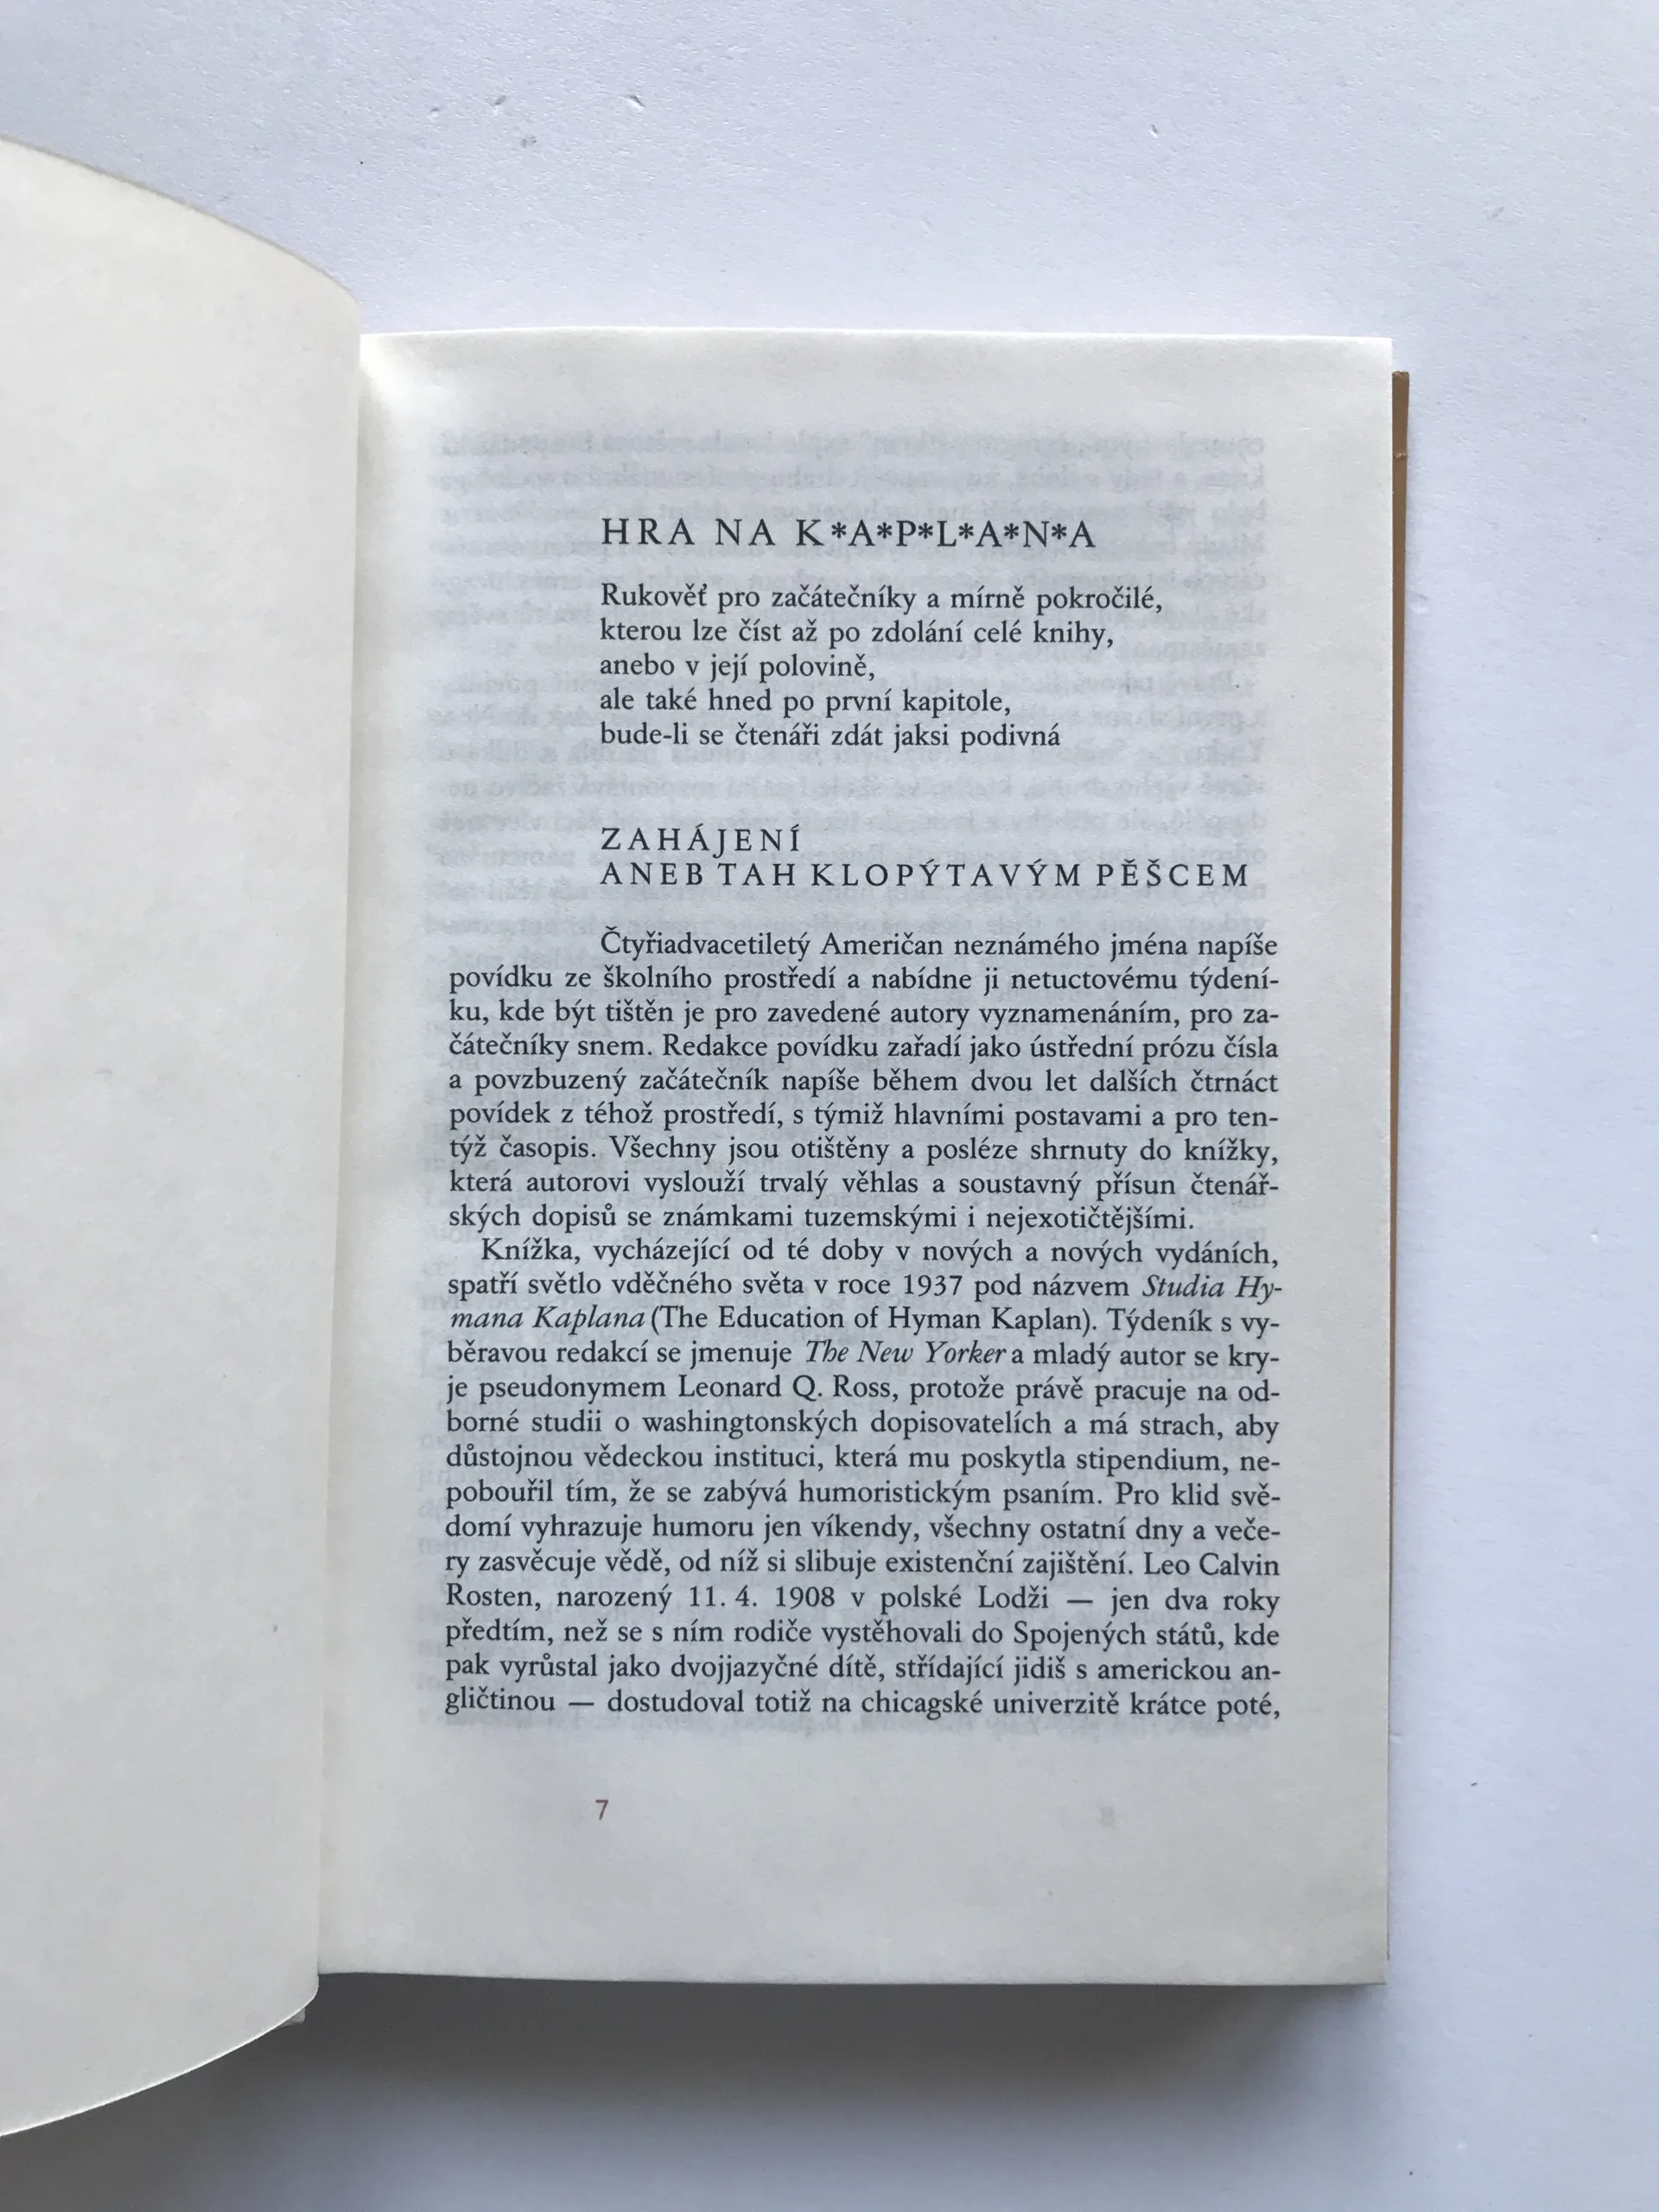 HRA NA K*A*P*L*A*N*A
Rukověť pro začátečníky a mírně pokročilé,
kterou lze číst až po zdolání celé knihy,
anebo v její polovině,
ale také hned po první kapitole,
bude-li se čtenáři zdát jaksi podivná
ZAHÁJENÍ
ANEB TAH KLOPÝTAVÝM PĚŠCEM
Čtyřiadvacetiletý Američan neznámého jména napíše
povídku ze školního prostředí a nabídne ji netuctovému týdení-
ku, kde být tištěn je pro zavedené autory vyznamenáním, pro za-
čátečníky snem. Redakce povídku zařadí jako ústřední prózu čísla
a povzbuzený začátečník napíše během dvou let dalších čtrnáct
povídek z téhož prostředí, s týmiž hlavními postavami a pro ten-
týž časopis. Všechny jsou otištěny a posléze shrnuty do knížky,
která autorovi vyslouží trvalý věhlas a soustavný přísun čtenář-
ských dopisů se známkami tuzemskými i nejexotičtějšími.
Knížka, vycházející od té doby v nových a nových vydáních,
spatří světlo vděčného světa v roce 1937 pod názvem Studia Hy-
mana Kaplana (The Education of Hyman Kaplan). Týdeník s vy-
běravou redakcí se jmenuje The New Yorker a mladý autor se kry-
je pseudonymem Leonard Q. Ross, protože právě pracuje na od-
borné studii o washingtonských dopisovatelích a má strach, aby
důstojnou vědeckou instituci, která mu poskytla stipendium, ne-
pobouřil tím, že se zabývá humoristickým psaním. Pro klid svě-
domí vyhrazuje humoru jen víkendy, všechny ostatní dny a veče-
ry zasvěcuje vědě, od níž si slibuje existenční zajištění. Leo Calvin
Rosten, narozený 11. 4. 1908 v polské Lodži — jen dva roky
předtím, než se s ním rodiče vystěhovali do Spojených států, kde
pak vyrůstal jako dvojjazyčné dítě, střídající jidiš s americkou an-
gličtinou — dostudoval totiž na chicagské univerzitě krátce poté,
7